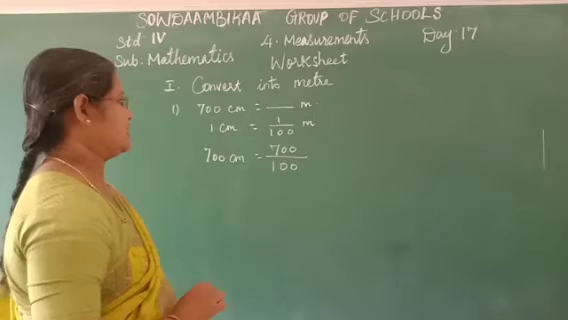 SOWDAAMBIKAA GROUP OF SCHOOLS
Std IV 4. Measurements Day: 17
Sub: Mathematics Worksheet
I. Convert into metre
1) 700 cm = ___ m
1 cm = 1/100 m
700 cm = 700/100